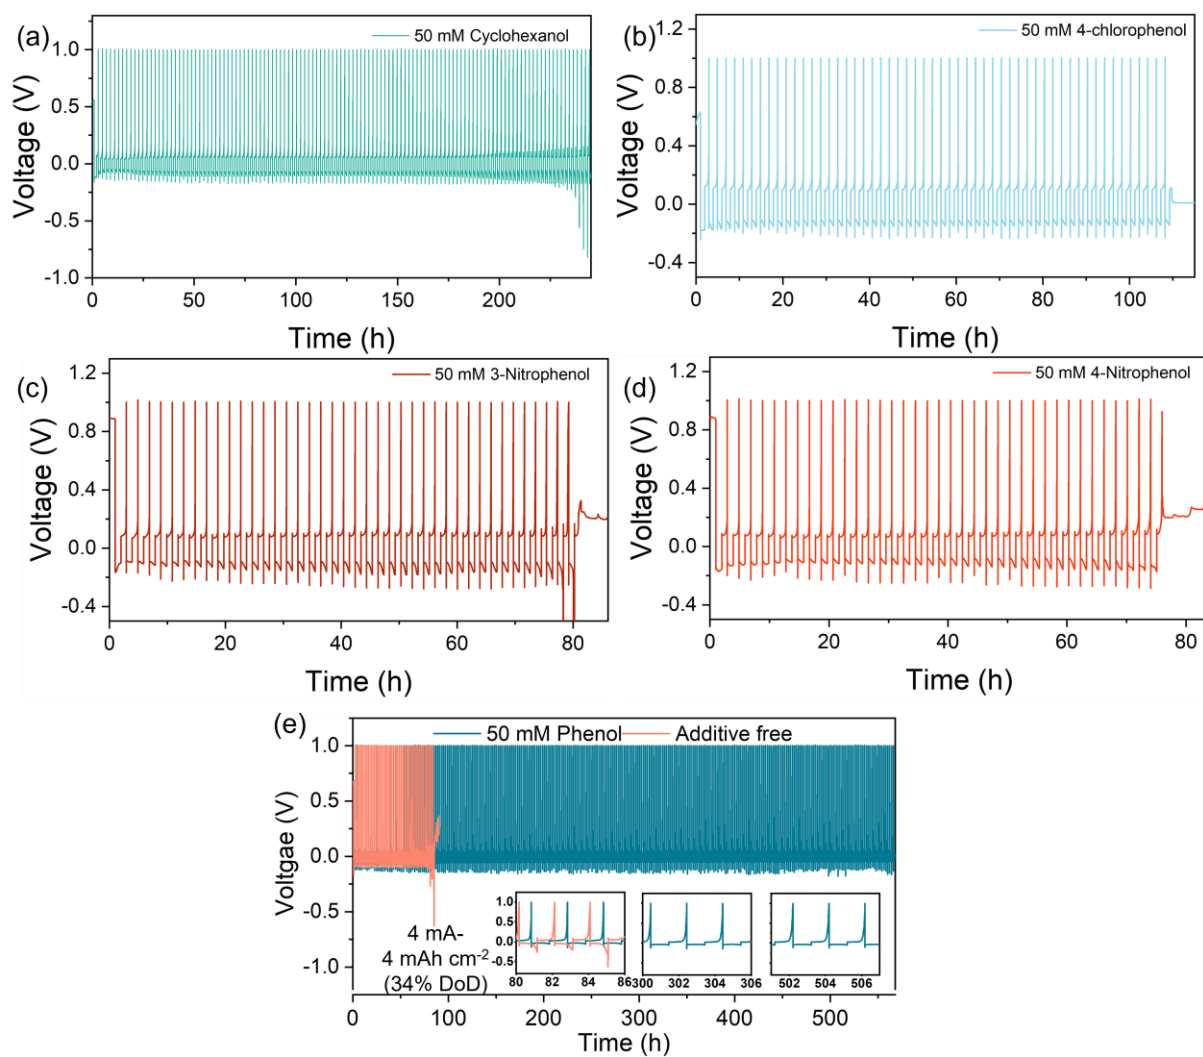 (a)
50 mM Cyclohexanol
1.0
0.5
0.0
-0.5
-1.0
Voltage (V)
0 50 100 150 200
Time (h)
(b)
50 mM 4-chlorophenol
1.2
0.8
0.4
0.0
-0.4
Voltage (V)
0 20 40 60 80 100
Time (h)
(c)
50 mM 3-Nitrophenol
1.2
0.8
0.4
0.0
-0.4
Voltage (V)
0 20 40 60 80
Time (h)
(d)
50 mM 4-Nitrophenol
1.2
0.8
0.4
0.0
-0.4
Voltage (V)
0 20 40 60 80
Time (h)
(e)
50 mM Phenol Additive free
1.0
0.5
0.0
-0.5
-1.0
Voltgae (V)
4 mA-
4 mAh cm-2
(34% DoD)
1.0
0.5
0.0
-0.5
80 82 84 86
300 302 304 306
502 504 506
0 100 200 300 400 500
Time (h)